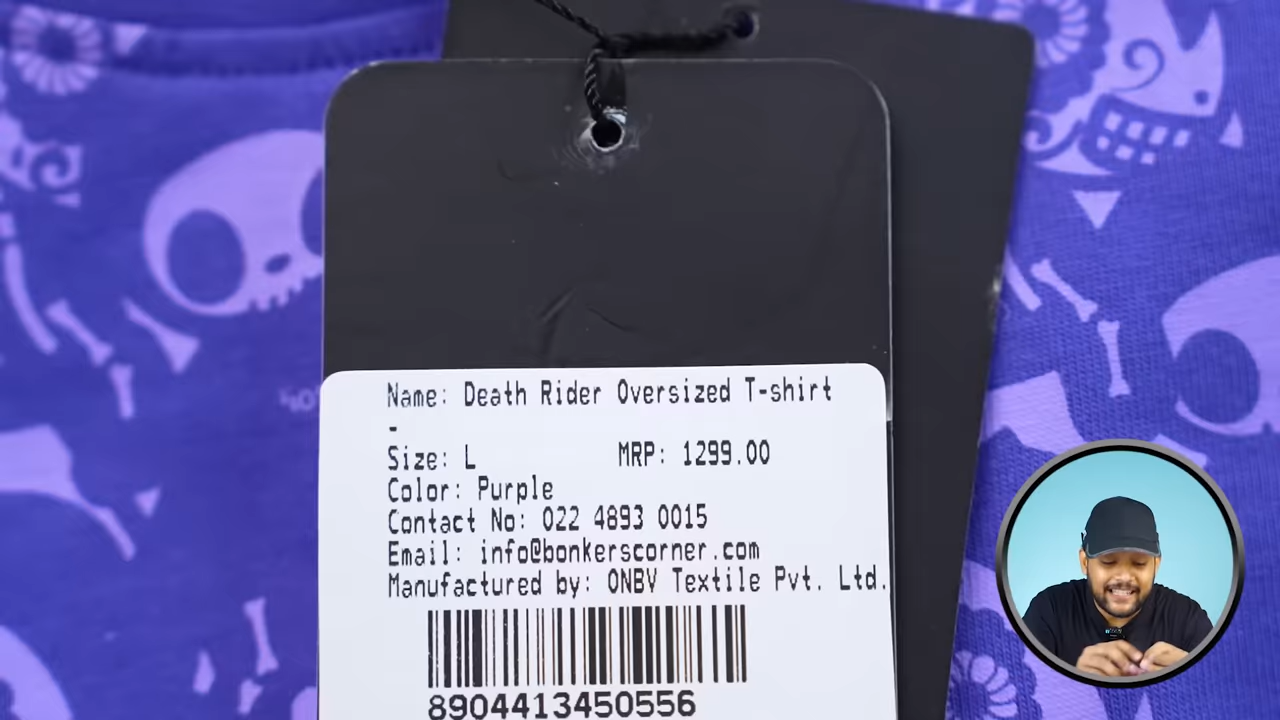 Name: Death Rider Oversized T-shirt
-
Size: L MRP: 1299.00
Color: Purple
Contact No: 022 4893 0015
Email: info@bonkerscorner.com
Manufactured by: ONBV Textile Pvt. Ltd.
8904413450556